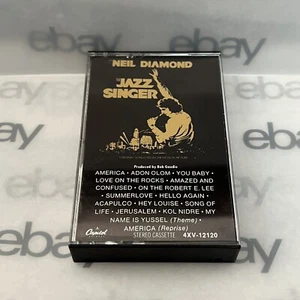 ebay ebay
NEIL DIAMOND
THE JAZZ
SINGER
Produced by Bob Gaudio
AMERICA • ADON OLOM • YOU BABY •
LOVE ON THE ROCKS • AMAZED AND
CONFUSED • ON THE ROBERT E. LEE
• SUMMERLOVE • HELLO AGAIN •
ACAPULCO • HEY LOUISE • SONG OF
LIFE • JERUSALEM • KOL NIDRE • MY
NAME IS YUSSEL (Theme) •
AMERICA (Reprise)
Capitol
STEREO CASSETTE 4XV-12120
ebay
ebay
ebay
ebay